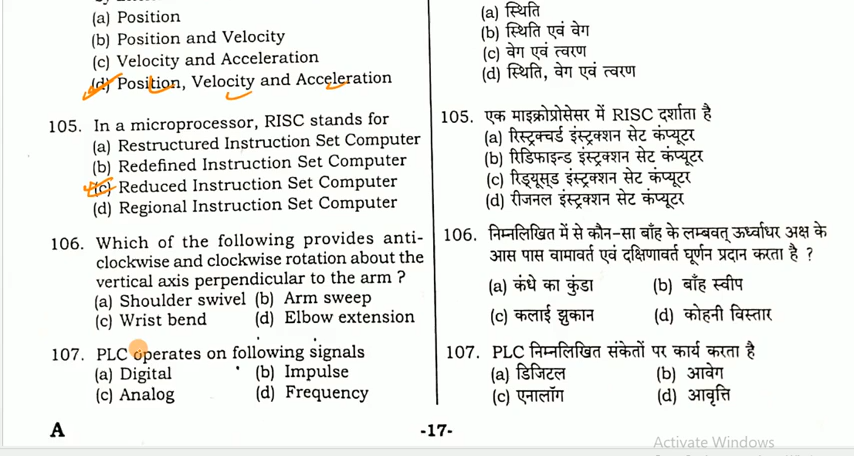 (a) Position
(b) Position and Velocity
(c) Velocity and Acceleration
(d) Position, Velocity and Acceleration
105. In a microprocessor, RISC stands for
(a) Restructured Instruction Set Computer
(b) Redefined Instruction Set Computer
(c) Reduced Instruction Set Computer
(d) Regional Instruction Set Computer
106. Which of the following provides anti-
clockwise and clockwise rotation about the
vertical axis perpendicular to the arm ?
(a) Shoulder swivel (b) Arm sweep
(c) Wrist bend (d) Elbow extension
107. PLC operates on following signals
(a) Digital (b) Impulse
(c) Analog (d) Frequency
(a) स्थिति
(b) स्थिति एवं वेग
(c) वेग एवं त्वरण
(d) स्थिति, वेग एवं त्वरण
105. एक माइक्रोप्रोसेसर में RISC दर्शाता है
(a) रिस्ट्रक्चर्ड इंस्ट्रक्शन सेट कंप्यूटर
(b) रिडिफाइन्ड इंस्ट्रक्शन सेट कंप्यूटर
(c) रिड्यूस्ड इंस्ट्रक्शन सेट कंप्यूटर
(d) रीजनल इंस्ट्रक्शन सेट कंप्यूटर
106. निम्नलिखित में से कौन-सा बाँह के लम्बवत् ऊर्ध्वाधर अक्ष के
आस पास वामावर्त एवं दक्षिणावर्त घूर्णन प्रदान करता है ?
(a) कंधे का कुंडा (b) बाँह स्वीप
(c) कलाई झुकान (d) कोहनी विस्तार
107. PLC निम्नलिखित संकेतों पर कार्य करता है
(a) डिजिटल (b) आवेग
(c) एनालॉग (d) आवृत्ति
A -17-
Activate Windows